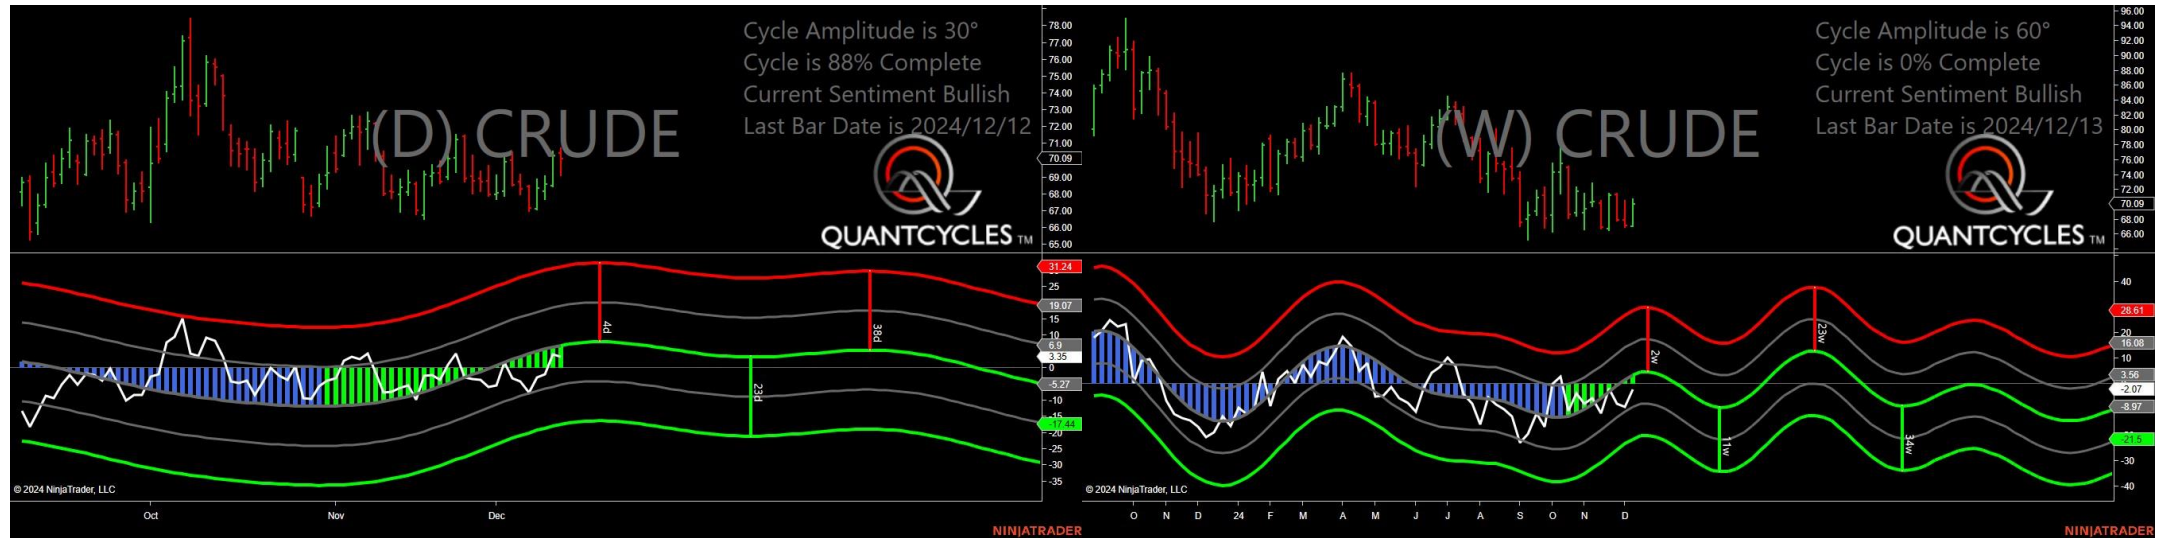 Cycle Amplitude is 30°
Cycle is 88% Complete
Current Sentiment Bullish
Last Bar Date is 2024/12/12
(D) CRUDE
QUANTCYCLES TM
78.00
77.00
76.00
75.00
74.00
73.00
72.00
71.00
70.09
69.00
68.00
67.00
66.00
65.00
31.24
25
19.07
15
10
6.9
3.35
0
-5.27
-10
-15
-17.44
-20
-25
-30
-35
4d
23d
38d
© 2024 NinjaTrader, LLC
Oct Nov Dec
NINJATRADER
Cycle Amplitude is 60°
Cycle is 0% Complete
Current Sentiment Bullish
Last Bar Date is 2024/12/13
(W) CRUDE
QUANTCYCLES TM
96.00
94.00
92.00
90.00
88.00
86.00
84.00
82.00
80.00
78.00
76.00
74.00
72.00
70.09
68.00
66.00
40
28.61
20
16.08
10
3.56
-2.07
-8.97
-21.5
-30
-40
2w
11w
23w
34w
© 2024 NinjaTrader, LLC
O N D 24 F M A M J J A S O N D
NINJATRADER